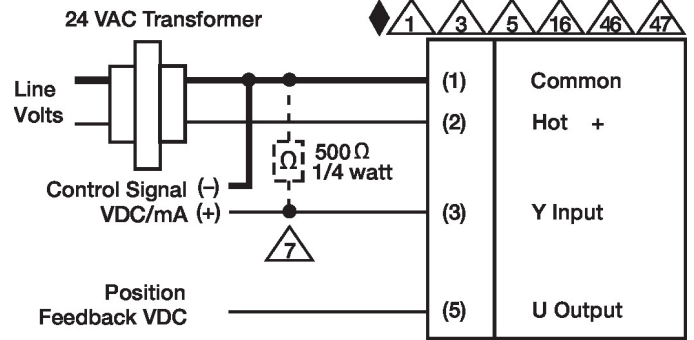 24 VAC Transformer
1 3 5 16 46 47
Line
Volts
(1) Common
(2) Hot +
Ω 500Ω
1/4 watt
Control Signal (–)
VDC/mA (+)
(3) Y Input
7
Position
Feedback VDC
(5) U Output